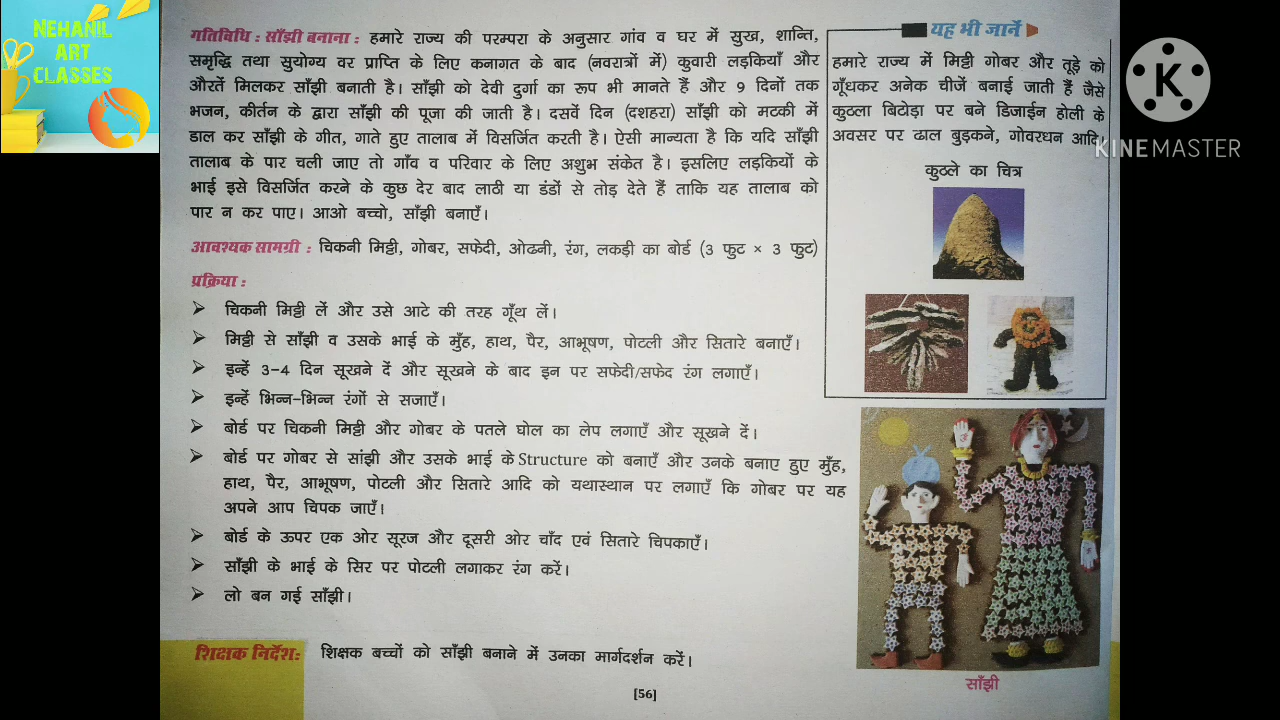 NEHANIL
ART
CLASSES
गतिविधि : साँझी बनाना : हमारे राज्य की परम्परा के अनुसार गांव व घर में सुख, शान्ति,
समृद्धि तथा सुयोग्य वर प्राप्ति के लिए कनागत के बाद (नवरात्रों में) कुवारी लड़कियाँ और
औरतें मिलकर साँझी बनाती है। साँझी को देवी दुर्गा का रूप भी मानते हैं और 9 दिनों तक
भजन, कीर्तन के द्वारा साँझी की पूजा की जाती है। दसवें दिन (दशहरा) साँझी को मटकी में
डाल कर साँझी के गीत, गाते हुए तालाब में विसर्जित करती है। ऐसी मान्यता है कि यदि साँझी
तालाब के पार चली जाए तो गाँव व परिवार के लिए अशुभ संकेत है। इसलिए लड़कियों के
भाई इसे विसर्जित करने के कुछ देर बाद लाठी या डंडों से तोड़ देते हैं ताकि यह तालाब को
पार न कर पाए। आओ बच्चो, साँझी बनाएँ।
आवश्यक सामग्री : चिकनी मिट्टी, गोबर, सफेदी, ओढनी, रंग, लकड़ी का बोर्ड (3 फुट × 3 फुट)
प्रक्रिया :
➢ चिकनी मिट्टी लें और उसे आटे की तरह गूँथ लें।
➢ मिट्टी से साँझी व उसके भाई के मुँह, हाथ, पैर, आभूषण, पोटली और सितारे बनाएँ।
➢ इन्हें 3-4 दिन सूखने दें और सूखने के बाद इन पर सफेदी/सफेद रंग लगाएँ।
➢ इन्हें भिन्न-भिन्न रंगों से सजाएँ।
➢ बोर्ड पर चिकनी मिट्टी और गोबर के पतले घोल का लेप लगाएँ और सूखने दें।
➢ बोर्ड पर गोबर से सांझी और उसके भाई के Structure को बनाएँ और उनके बनाए हुए मुँह,
हाथ, पैर, आभूषण, पोटली और सितारे आदि को यथास्थान पर लगाएँ कि गोबर पर यह
अपने आप चिपक जाएँ।
➢ बोर्ड के ऊपर एक ओर सूरज और दूसरी ओर चाँद एवं सितारे चिपकाएँ।
➢ साँझी के भाई के सिर पर पोटली लगाकर रंग करें।
➢ लो बन गई साँझी।
शिक्षक निर्देश: शिक्षक बच्चों को साँझी बनाने में उनका मार्गदर्शन करें।
[56]
यह भी जानें
हमारे राज्य में मिट्टी गोबर और तूड़े को
गूँथकर अनेक चीजें बनाई जाती हैं जैसे
कुठला बिटोड़ा पर बने डिजाईन होली के
अवसर पर ढाल बुड़कने, गोवरधन आदि।
कुठले का चित्र
साँझी
K
KINEMASTER